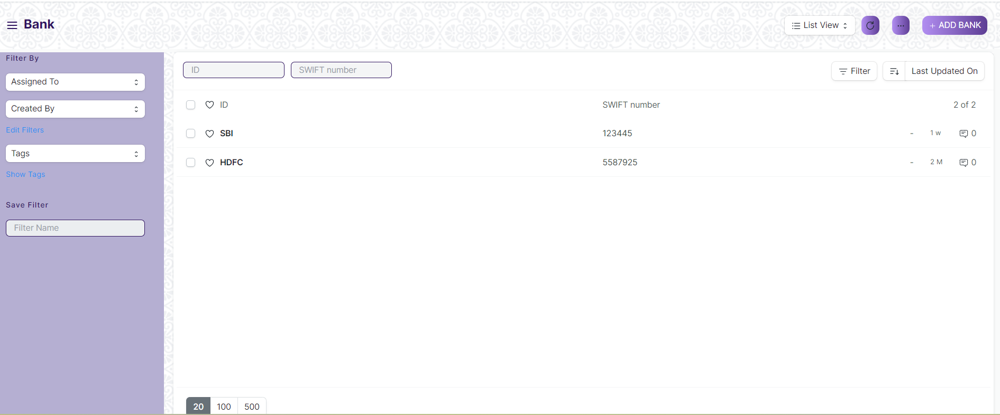 Bank
List View
...
+ ADD BANK
Filter By
Assigned To
Created By
Edit Filters
Tags
Show Tags
Save Filter
Filter Name
ID SWIFT number
Filter Last Updated On
ID SWIFT number 2 of 2
SBI 123445 - 1 w 0
HDFC 5587925 - 2 M 0
20 100 500